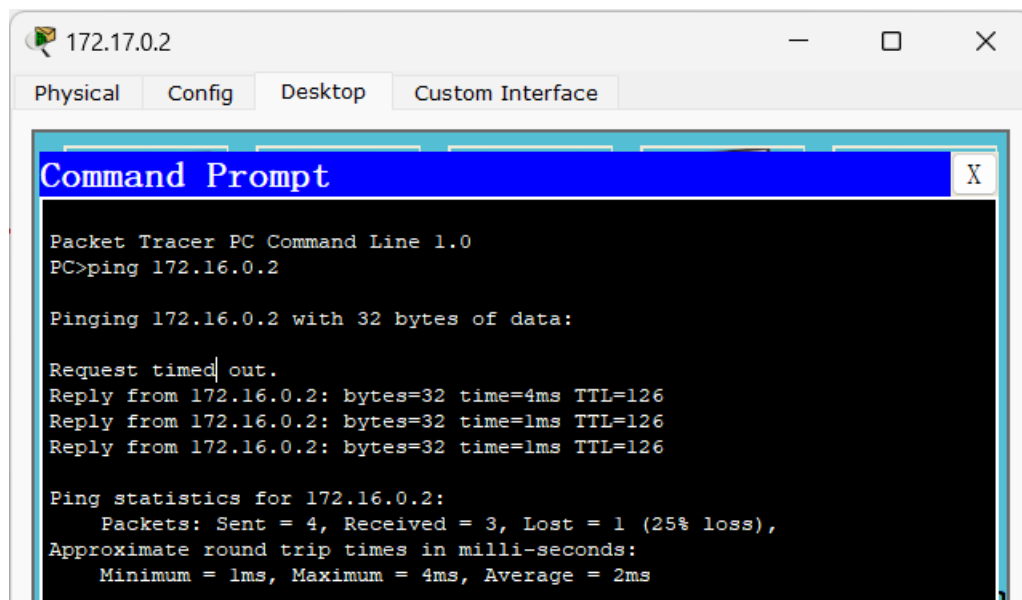 172.17.0.2
Physical Config Desktop Custom Interface
Command Prompt X
Packet Tracer PC Command Line 1.0
PC>ping 172.16.0.2
Pinging 172.16.0.2 with 32 bytes of data:
Request timed out.
Reply from 172.16.0.2: bytes=32 time=4ms TTL=126
Reply from 172.16.0.2: bytes=32 time=1ms TTL=126
Reply from 172.16.0.2: bytes=32 time=1ms TTL=126
Ping statistics for 172.16.0.2:
Packets: Sent = 4, Received = 3, Lost = 1 (25% loss),
Approximate round trip times in milli-seconds:
Minimum = 1ms, Maximum = 4ms, Average = 2ms